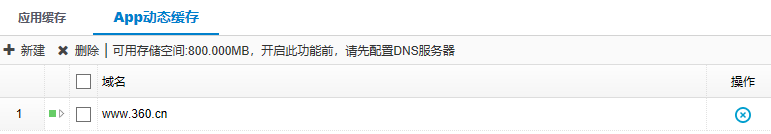 应用缓存 App动态缓存
新建 删除 | 可用存储空间:800.000MB，开启此功能前，请先配置DNS服务器
域名 操作
1 www.360.cn